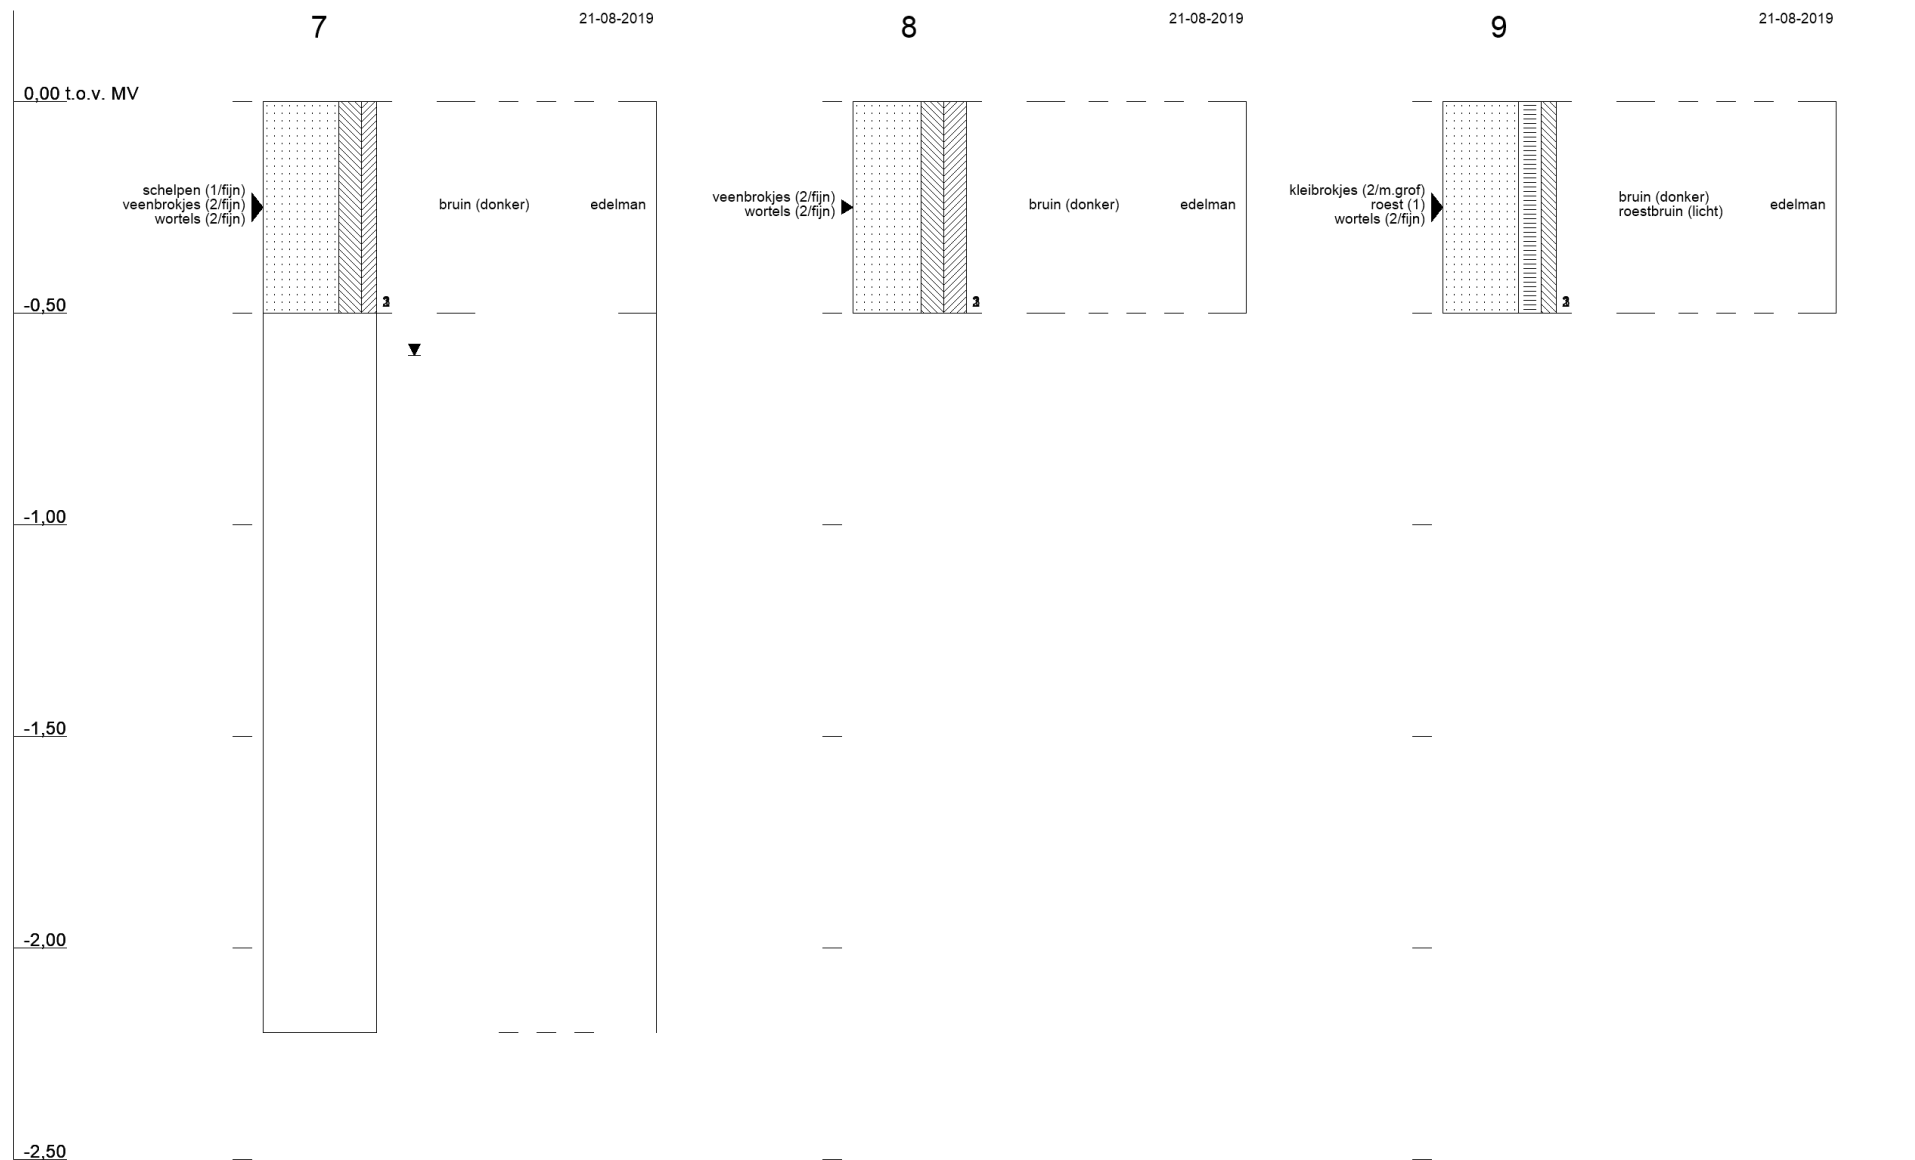 7
21-08-2019
8
21-08-2019
9
21-08-2019
0,00 t.o.v. MV
schelpen (1/fijn)
veenbrokjes (2/fijn)
wortels (2/fijn)
bruin (donker)
edelman
veenbrokjes (2/fijn)
wortels (2/fijn)
bruin (donker)
edelman
kleibrokjes (2/m.grof)
roest (1)
wortels (2/fijn)
bruin (donker)
roestbruin (licht)
edelman
-0,50
-1,00
-1,50
-2,00
-2,50